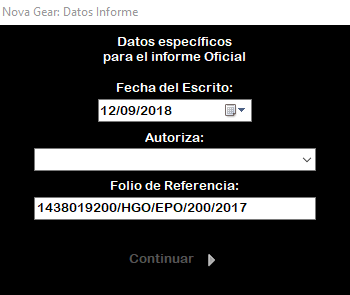 Nova Gear: Datos Informe
Datos específicos
para el informe Oficial
Fecha del Escrito:
12/09/2018
Autoriza:
Folio de Referencia:
1438019200/HGO/EPO/200/2017
Continuar